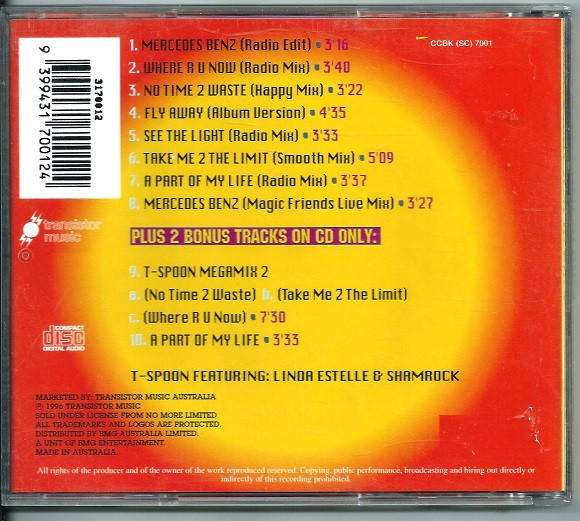 CCBK (SC) 7001
1. MERCEDES BENZ (Radio Edit) • 3'16
2. WHERE R U NOW (Radio Mix) • 3'40
3. NO TIME 2 WASTE (Happy Mix) • 3'22
4. FLY AWAY (Album Version) • 4'35
5. SEE THE LIGHT (Radio Mix) • 3'33
6. TAKE ME 2 THE LIMIT (Smooth Mix) • 5'09
7. A PART OF MY LIFE (Radio Mix) • 3'37
8. MERCEDES BENZ (Magic Friends Live Mix) • 3'27
PLUS 2 BONUS TRACKS ON CD ONLY:
9. T-SPOON MEGAMIX 2
a. (No Time 2 Waste) b. (Take Me 2 The Limit)
c. (Where R U Now) • 7'30
10. A PART OF MY LIFE • 3'33
T-SPOON FEATURING: LINDA ESTELLE & SHAMROCK
3170012
9 399431 700124
transistor
music
COMPACT
disc
DIGITAL AUDIO
MARKETED BY: TRANSISTOR MUSIC AUSTRALIA
℗ 1996 TRANSISTOR MUSIC
SOLD UNDER LICENSE FROM NO MORE LIMITED
ALL TRADEMARKS AND LOGOS ARE PROTECTED.
DISTRIBUTED BY BMG AUSTRALIA LIMITED.
A UNIT OF BMG ENTERTAINMENT.
MADE IN AUSTRALIA.
All rights of the producer and of the owner of the work reproduced reserved. Copying, public performance, broadcasting and hiring out directly or
indirectly of this recording prohibited.